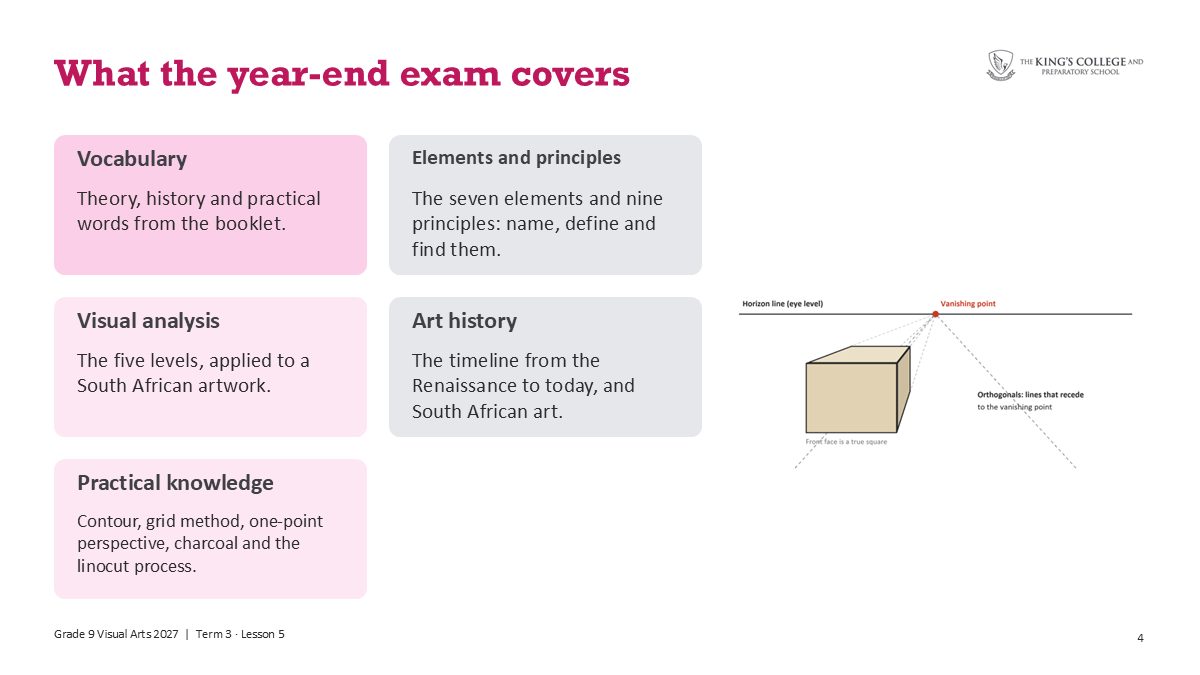 What the year-end exam covers
THE KING'S COLLEGE AND
PREPARATORY SCHOOL
Vocabulary
Theory, history and practical
words from the booklet.
Elements and principles
The seven elements and nine
principles: name, define and
find them.
Visual analysis
The five levels, applied to a
South African artwork.
Art history
The timeline from the
Renaissance to today, and
South African art.
Practical knowledge
Contour, grid method, one-point
perspective, charcoal and the
linocut process.
Horizon line (eye level)
Vanishing point
Orthogonals: lines that recede
to the vanishing point
Front face is a true square
Grade 9 Visual Arts 2027 | Term 3 · Lesson 5
4